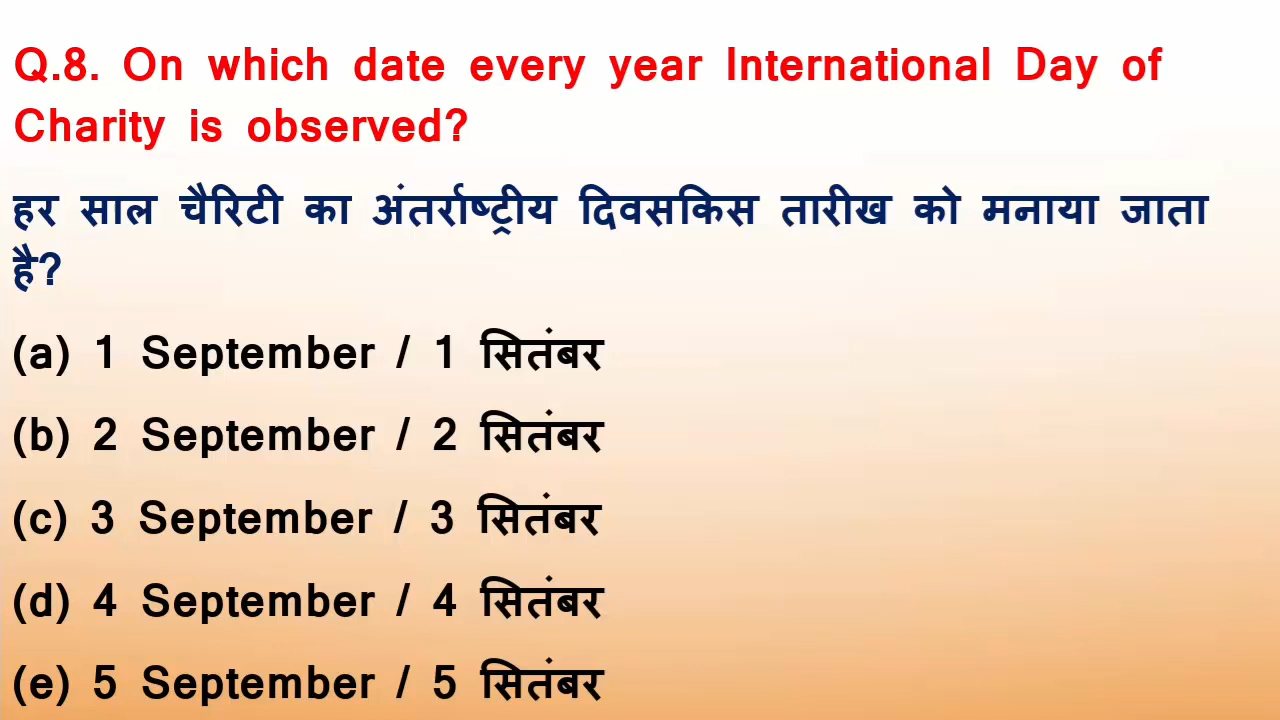 Q.8. On which date every year International Day of
Charity is observed?
हर साल चैरिटी का अंतर्राष्ट्रीय दिवसकिस तारीख को मनाया जाता
है?
(a) 1 September / 1 सितंबर
(b) 2 September / 2 सितंबर
(c) 3 September / 3 सितंबर
(d) 4 September / 4 सितंबर
(e) 5 September / 5 सितंबर